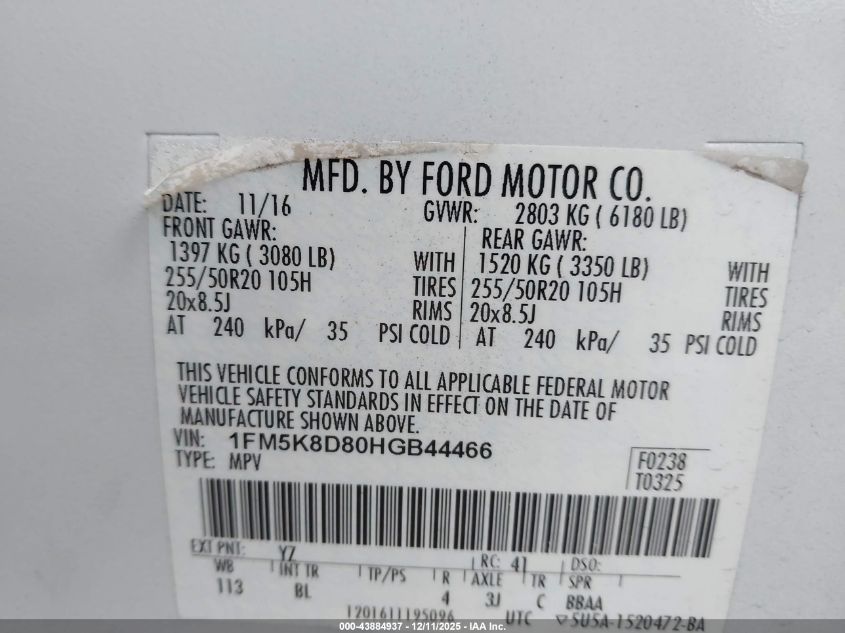 MFD. BY FORD MOTOR CO.
DATE: 11/16 GVWR: 2803 KG ( 6180 LB)
FRONT GAWR: REAR GAWR:
1397 KG ( 3080 LB) WITH 1520 KG ( 3350 LB) WITH
255/50R20 105H TIRES 255/50R20 105H TIRES
20x8.5J RIMS 20x8.5J RIMS
AT 240 kPa/ 35 PSI COLD AT 240 kPa/ 35 PSI COLD
THIS VEHICLE CONFORMS TO ALL APPLICABLE FEDERAL MOTOR
VEHICLE SAFETY STANDARDS IN EFFECT ON THE DATE OF
MANUFACTURE SHOWN ABOVE.
VIN: 1FM5K8D80HGB44466
TYPE: MPV
F0238
T0325
EXT PNT: YZ RC: 41 DSO:
WB INT TR TP/PS R AXLE TR SPR
113 BL 4 3J C BBAA
1201611195096 UTC 5U5A-1520472-BA
000-43884937 - 12/11/2025 - IAA Inc.